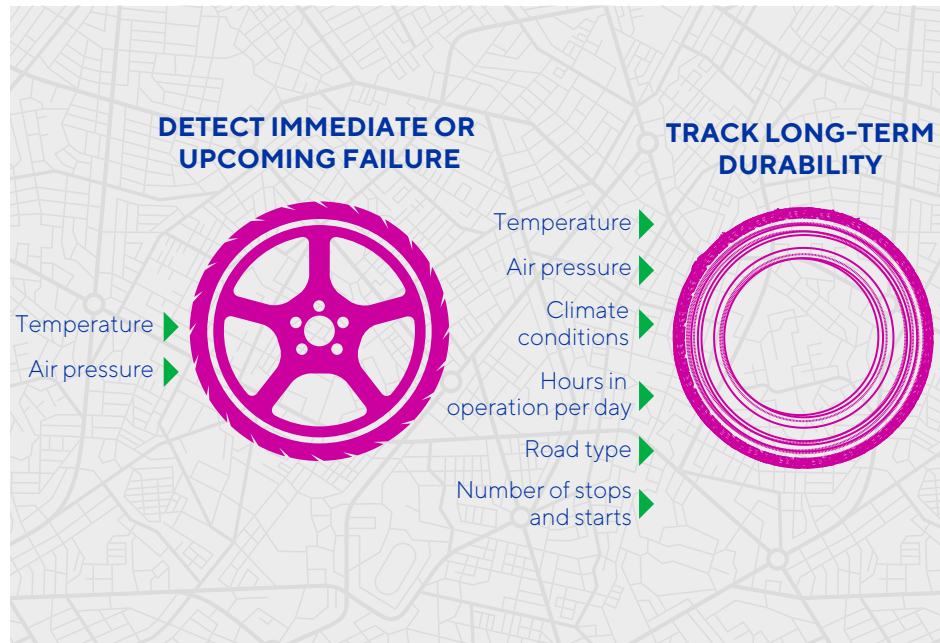 DETECT IMMEDIATE OR
UPCOMING FAILURE
Temperature
Air pressure
TRACK LONG-TERM
DURABILITY
Temperature
Air pressure
Climate
conditions
Hours in
operation per day
Road type
Number of stops
and starts